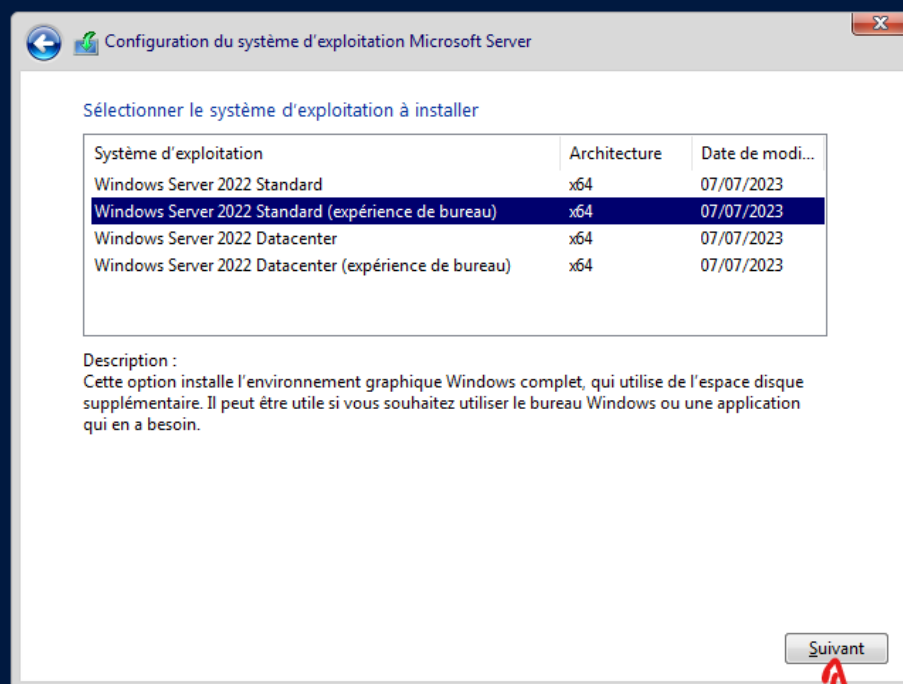 Configuration du système d'exploitation Microsoft Server
Sélectionner le système d'exploitation à installer
Système d'exploitation Architecture Date de modi...
Windows Server 2022 Standard x64 07/07/2023
Windows Server 2022 Standard (expérience de bureau) x64 07/07/2023
Windows Server 2022 Datacenter x64 07/07/2023
Windows Server 2022 Datacenter (expérience de bureau) x64 07/07/2023
Description :
Cette option installe l'environnement graphique Windows complet, qui utilise de l'espace disque
supplémentaire. Il peut être utile si vous souhaitez utiliser le bureau Windows ou une application
qui en a besoin.
Suivant